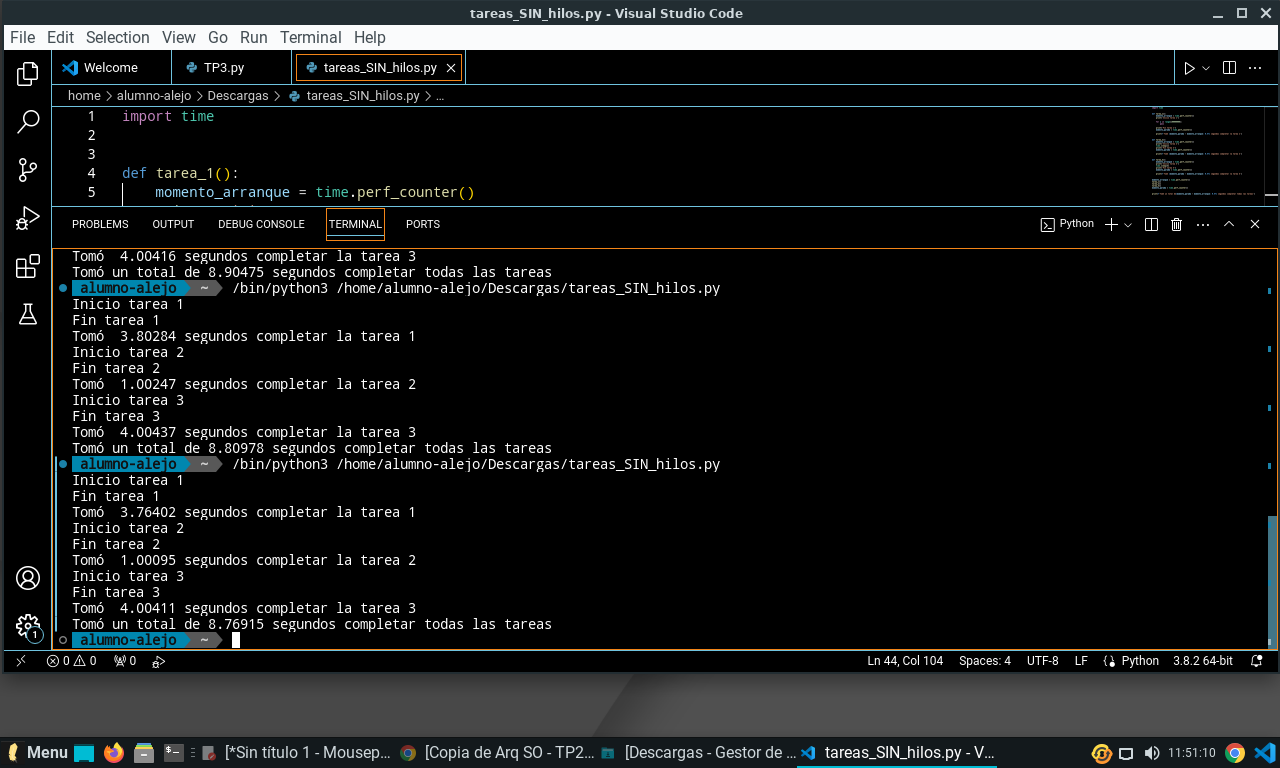 tareas_SIN_hilos.py - Visual Studio Code
File Edit Selection View Go Run Terminal Help
Welcome TP3.py tareas_SIN_hilos.py
home > alumno-alejo > Descargas > tareas_SIN_hilos.py > ...
1 import time
2
3
4 def tarea_1():
5 momento_arranque = time.perf_counter()
PROBLEMS OUTPUT DEBUG CONSOLE TERMINAL PORTS Python
Tomó 4.00416 segundos completar la tarea 3
Tomó un total de 8.90475 segundos completar todas las tareas
alumno-alejo ~ /bin/python3 /home/alumno-alejo/Descargas/tareas_SIN_hilos.py
Inicio tarea 1
Fin tarea 1
Tomó 3.80284 segundos completar la tarea 1
Inicio tarea 2
Fin tarea 2
Tomó 1.00247 segundos completar la tarea 2
Inicio tarea 3
Fin tarea 3
Tomó 4.00437 segundos completar la tarea 3
Tomó un total de 8.80978 segundos completar todas las tareas
alumno-alejo ~ /bin/python3 /home/alumno-alejo/Descargas/tareas_SIN_hilos.py
Inicio tarea 1
Fin tarea 1
Tomó 3.76402 segundos completar la tarea 1
Inicio tarea 2
Fin tarea 2
Tomó 1.00095 segundos completar la tarea 2
Inicio tarea 3
Fin tarea 3
Tomó 4.00411 segundos completar la tarea 3
Tomó un total de 8.76915 segundos completar todas las tareas
alumno-alejo ~
1
0 0 0 Ln 44, Col 104 Spaces: 4 UTF-8 LF Python 3.8.2 64-bit
Menu [*Sin título 1 - Mousep... [Copia de Arq SO - TP2... [Descargas - Gestor de ... tareas_SIN_hilos.py - V... 11:51:10